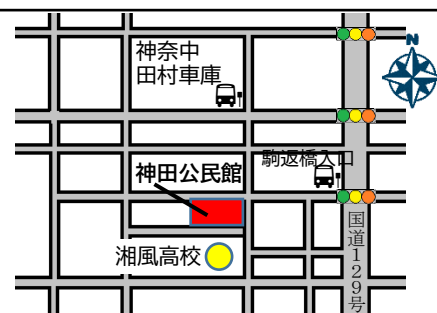 神奈中
田村車庫
N
駒返橋入口
神田公民館
湘風高校
国道129号